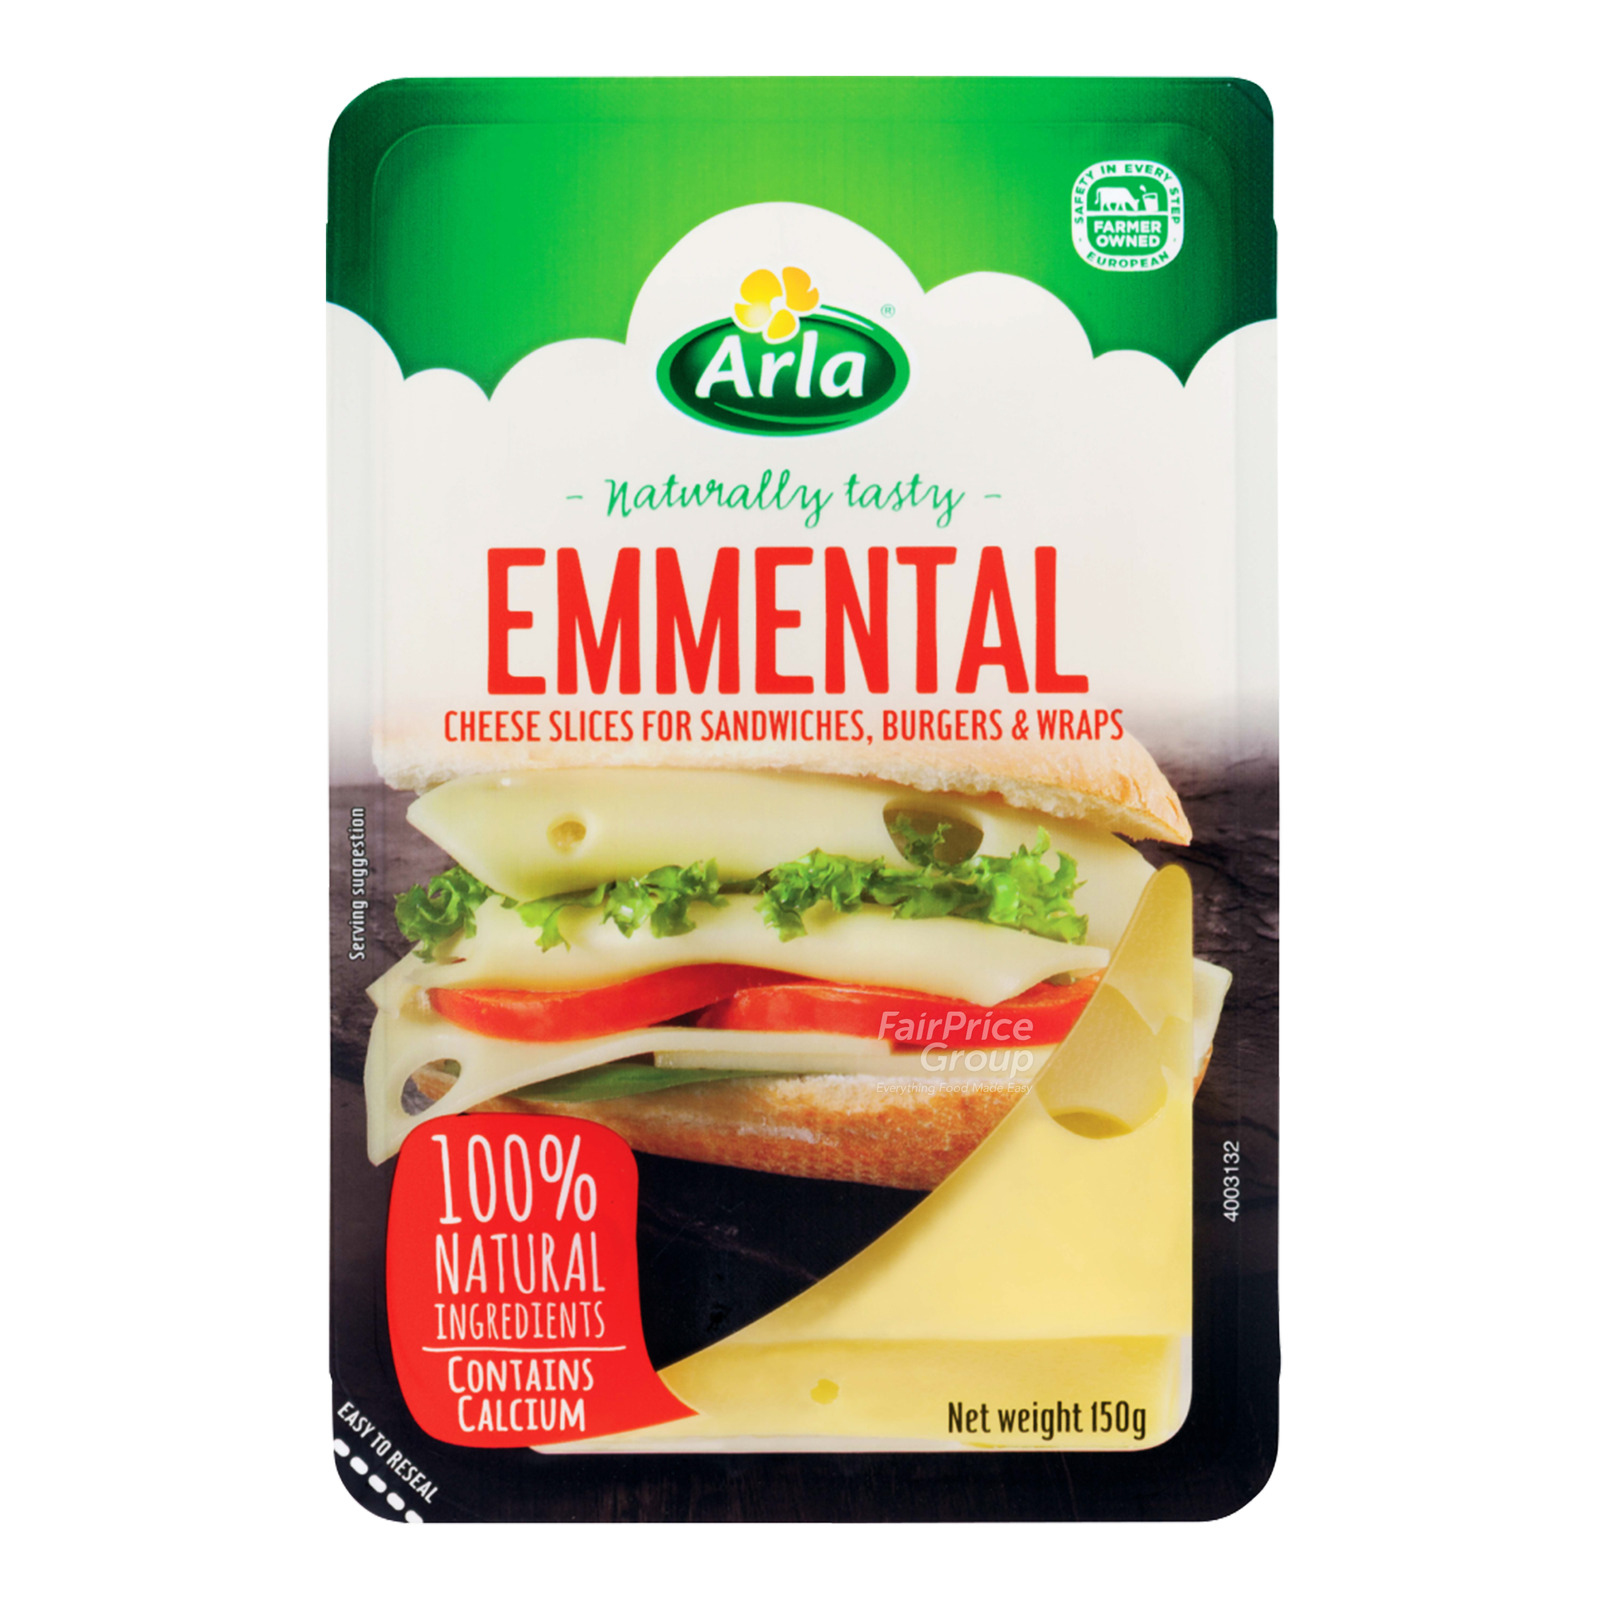 SAFETY IN EVERY STEP
FARMER
OWNED
EUROPEAN
Arla
®
- Naturally tasty -
EMMENTAL
CHEESE SLICES FOR SANDWICHES, BURGERS & WRAPS
Serving suggestion
FairPrice
Group
Everything Food Made Easy
100%
NATURAL
INGREDIENTS
CONTAINS
CALCIUM
4003132
Net weight 150g
EASY TO RESEAL